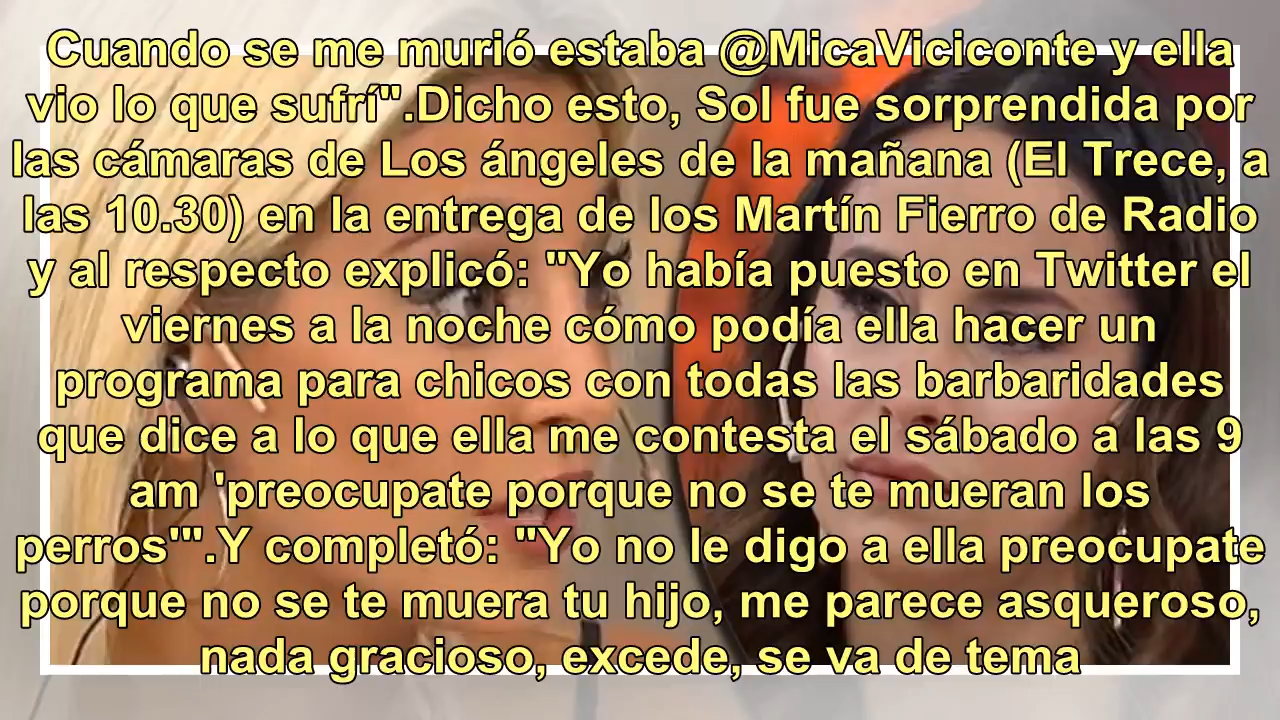 Cuando se me murió estaba @MicaViciconte y ella
vio lo que sufrí".Dicho esto, Sol fue sorprendida por
las cámaras de Los ángeles de la mañana (El Trece, a
las 10.30) en la entrega de los Martín Fierro de Radio
y al respecto explicó: "Yo había puesto en Twitter el
viernes a la noche cómo podía ella hacer un
programa para chicos con todas las barbaridades
que dice a lo que ella me contesta el sábado a las 9
am 'preocupate porque no se te mueran los
perros'".Y completó: "Yo no le digo a ella preocupate
porque no se te muera tu hijo, me parece asqueroso,
nada gracioso, excede, se va de tema